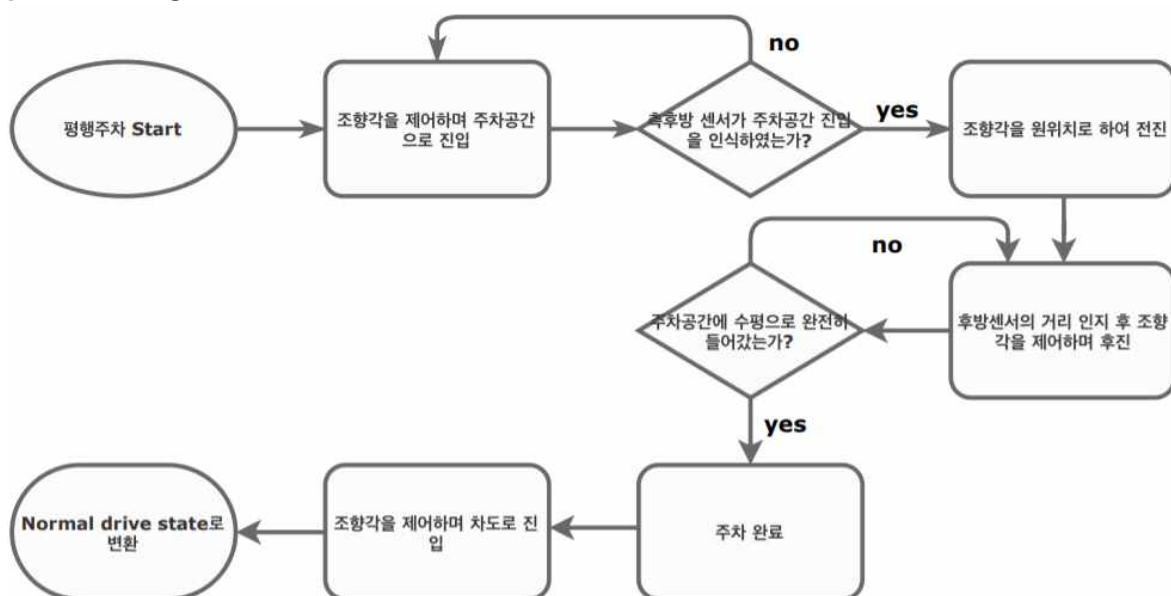 no
평행주차 Start
조향각을 제어하며 주차공간
으로 진입
측후방 센서가 주차공간 진입
을 인식하였는가?
yes
조향각을 원위치로 하여 전진
no
후방센서의 거리 인지 후 조향
각을 제어하며 후진
주차공간에 수평으로 완전히
들어갔는가?
yes
주차 완료
조향각을 제어하며 차도로 진
입
Normal drive state로
변환